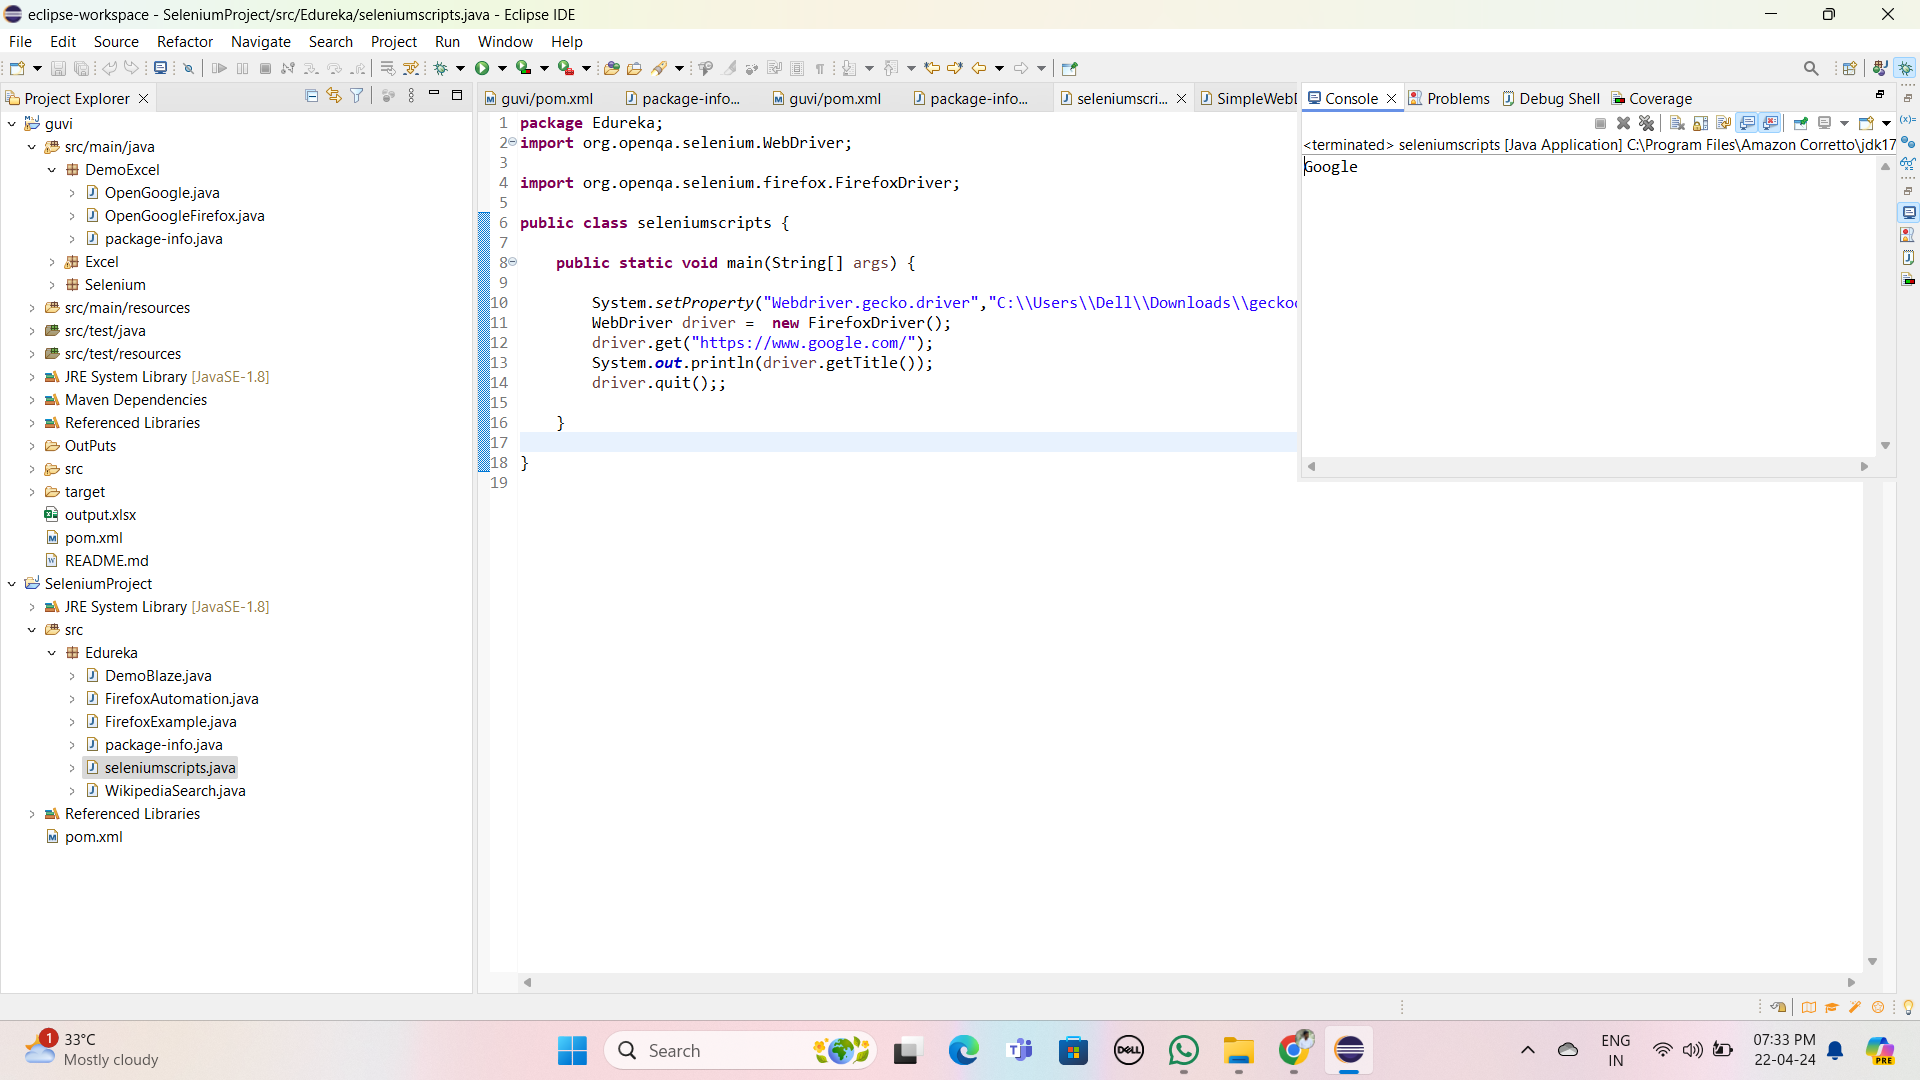 eclipse-workspace - SeleniumProject/src/Edureka/seleniumscripts.java - Eclipse IDE
File Edit Source Refactor Navigate Search Project Run Window Help
Project Explorer
guvi
src/main/java
DemoExcel
OpenGoogle.java
OpenGoogleFirefox.java
package-info.java
Excel
Selenium
src/main/resources
src/test/java
src/test/resources
JRE System Library [JavaSE-1.8]
Maven Dependencies
Referenced Libraries
OutPuts
src
target
output.xlsx
pom.xml
README.md
SeleniumProject
JRE System Library [JavaSE-1.8]
src
Edureka
DemoBlaze.java
FirefoxAutomation.java
FirefoxExample.java
package-info.java
seleniumscripts.java
WikipediaSearch.java
Referenced Libraries
pom.xml
guvi/pom.xml package-info... guvi/pom.xml package-info... seleniumscri... SimpleWebD
1 package Edureka;
2 import org.openqa.selenium.WebDriver;
3
4 import org.openqa.selenium.firefox.FirefoxDriver;
5
6 public class seleniumscripts {
7
8 public static void main(String[] args) {
9
10 System.setProperty("Webdriver.gecko.driver","C:\\Users\\Dell\\Downloads\\gecko
11 WebDriver driver = new FirefoxDriver();
12 driver.get("https://www.google.com/");
13 System.out.println(driver.getTitle());
14 driver.quit();;
15
16 }
17
18 }
19
Console Problems Debug Shell Coverage
<terminated> seleniumscripts [Java Application] C:\Program Files\Amazon Corretto\jdk17
Google
1
33°C
Mostly cloudy
Search
DELL
ENG
IN
07:33 PM
22-04-24
PRE